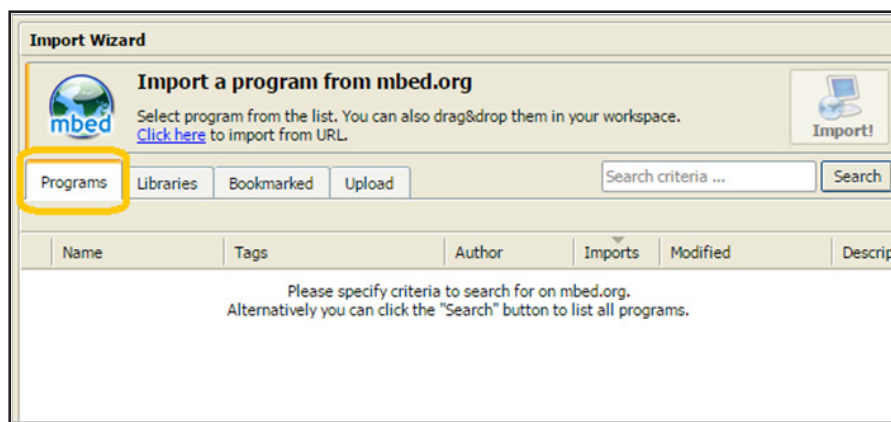 Import Wizard
Import a program from mbed.org
Select program from the list. You can also drag&drop them in your workspace.
Click here to import from URL.
mbed
Import!
Programs
Libraries
Bookmarked
Upload
Search criteria ...
Search
Name
Tags
Author
Imports
Modified
Descrip
Please specify criteria to search for on mbed.org.
Alternatively you can click the "Search" button to list all programs.